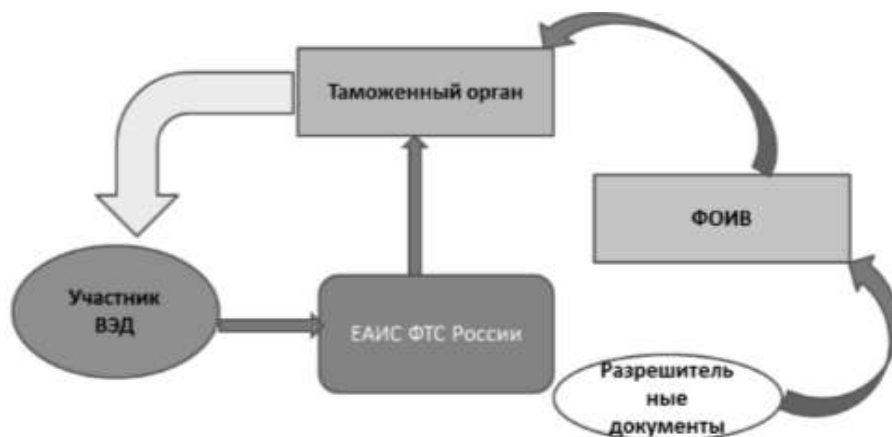 Таможенный орган
ФОИВ
Участник
ВЭД
ЕАИС ФТС России
Разрешитель
ные
документы